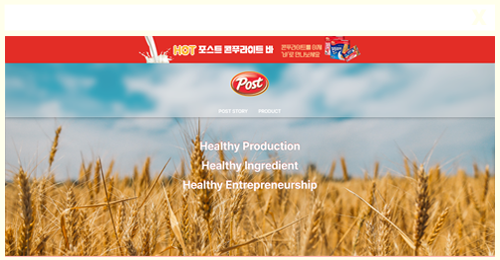 HOT 포스트 콘푸라이트 바
콘푸라이트를 이제
'바'로 만나보세요!
Post
POST STORY PRODUCT
Healthy Production
Healthy Ingredient
Healthy Entrepreneurship